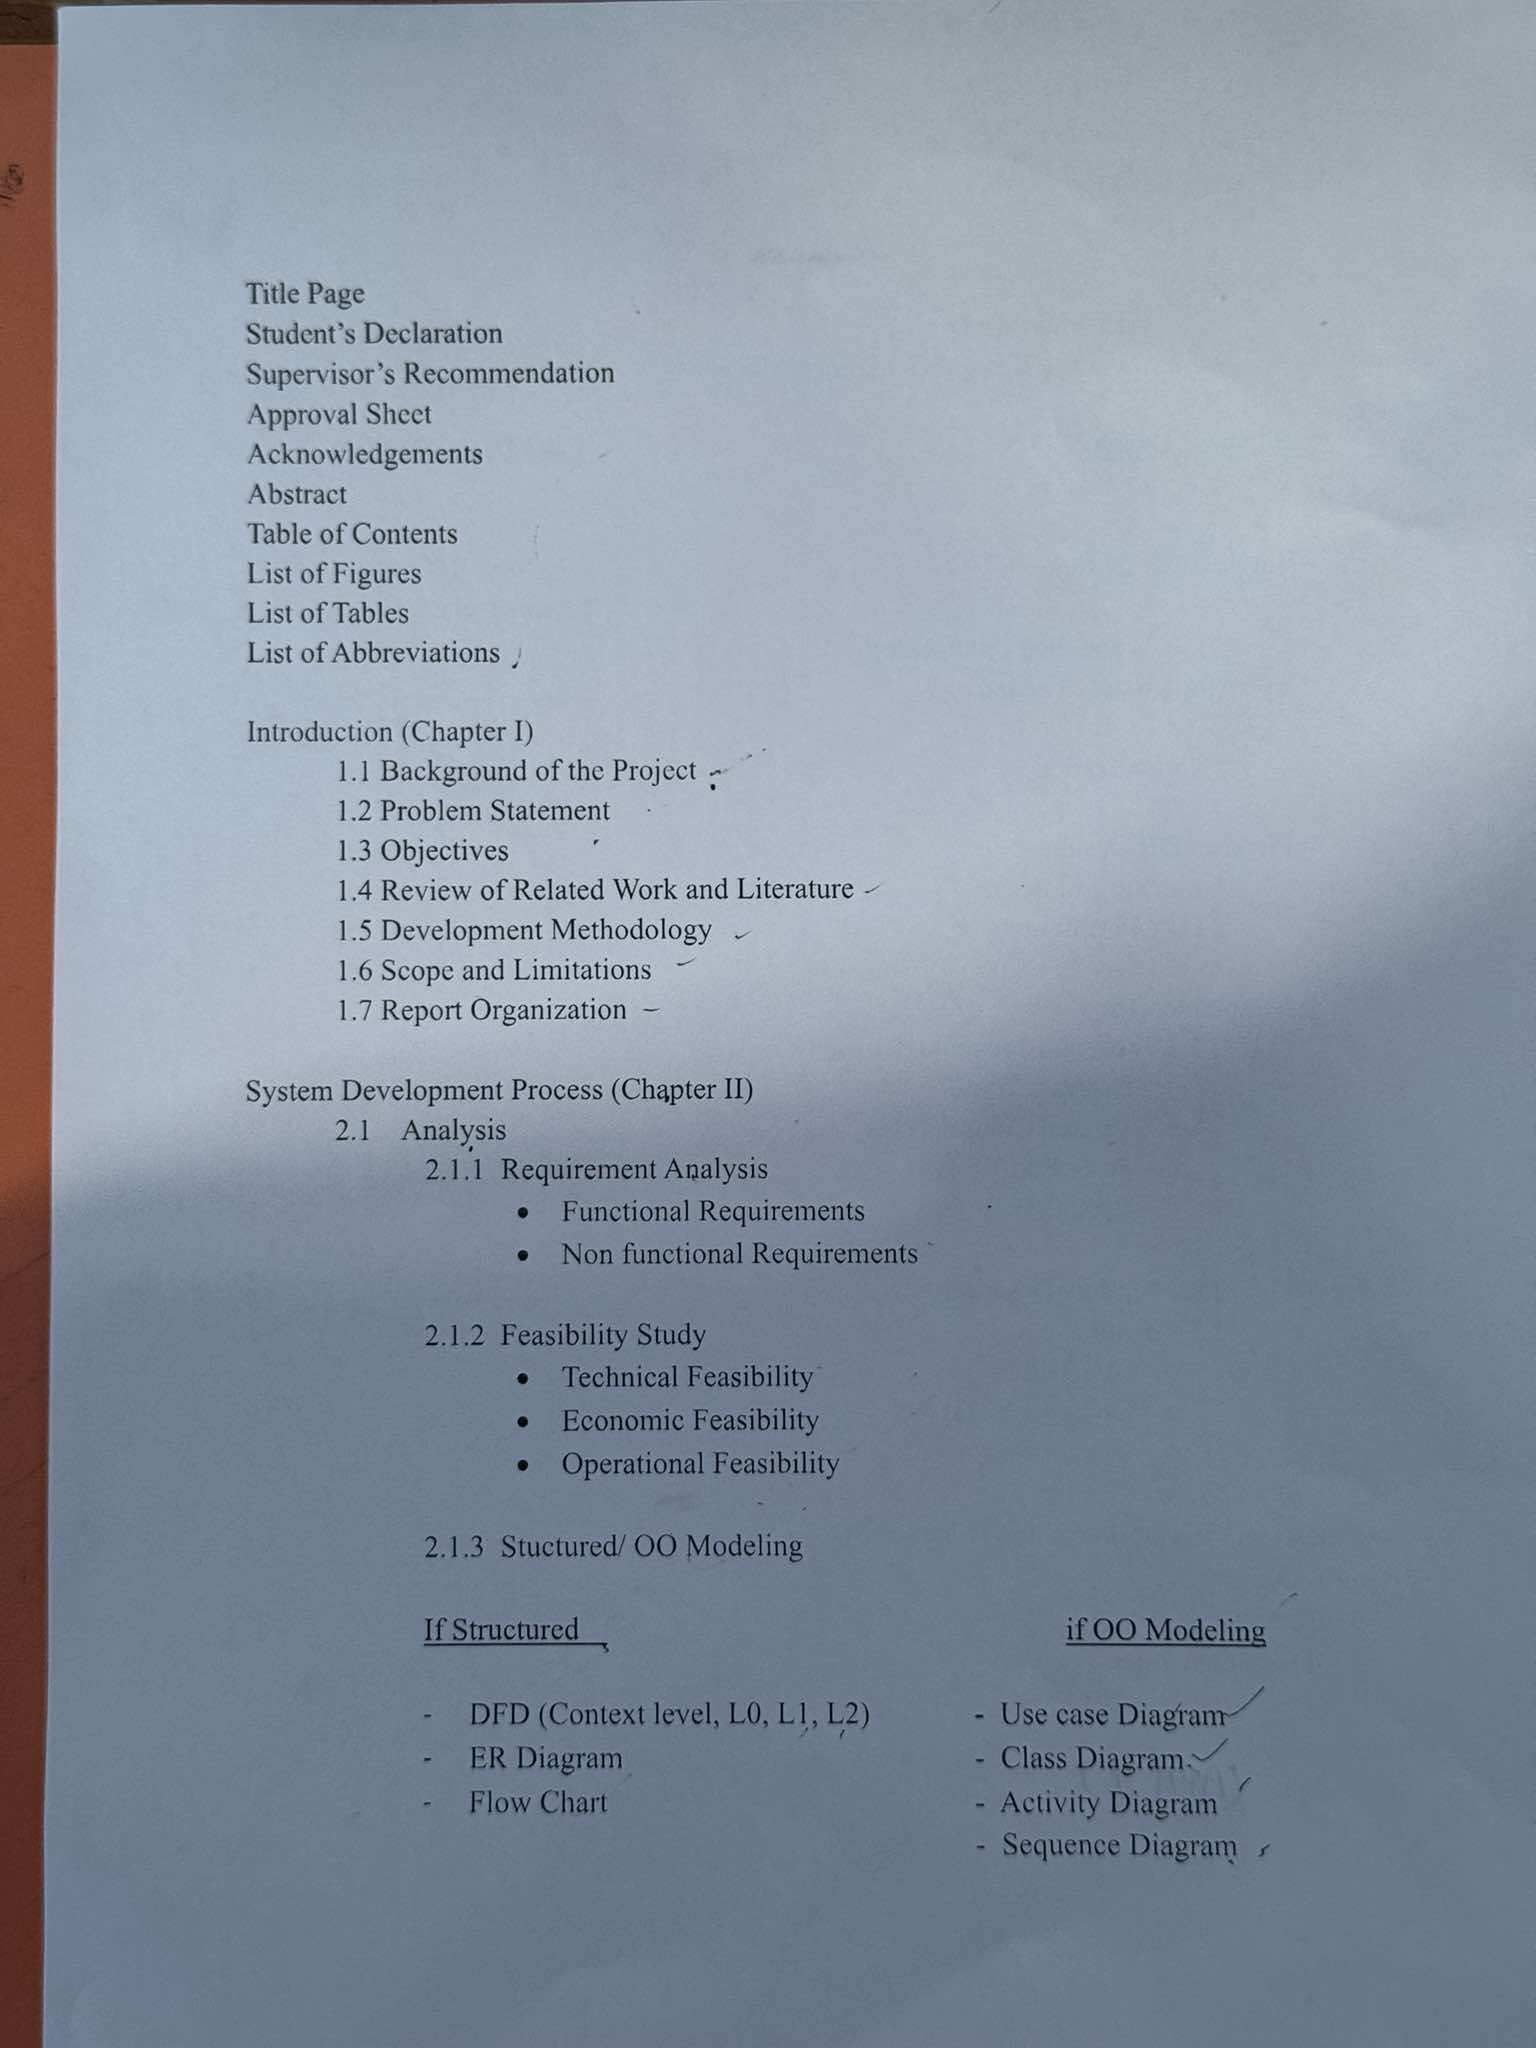 Title Page
Student's Declaration
Supervisor's Recommendation
Approval Sheet
Acknowledgements
Abstract
Table of Contents
List of Figures
List of Tables
List of Abbreviations
Introduction (Chapter I)
1.1 Background of the Project
1.2 Problem Statement
1.3 Objectives
1.4 Review of Related Work and Literature
1.5 Development Methodology
1.6 Scope and Limitations
1.7 Report Organization
System Development Process (Chapter II)
2.1 Analysis
2.1.1 Requirement Analysis
• Functional Requirements
• Non functional Requirements
2.1.2 Feasibility Study
• Technical Feasibility
• Economic Feasibility
• Operational Feasibility
2.1.3 Stuctured/ OO Modeling
If Structured
- DFD (Context level, L0, L1, L2)
- ER Diagram
- Flow Chart
if OO Modeling
- Use case Diagram
- Class Diagram
- Activity Diagram
- Sequence Diagram